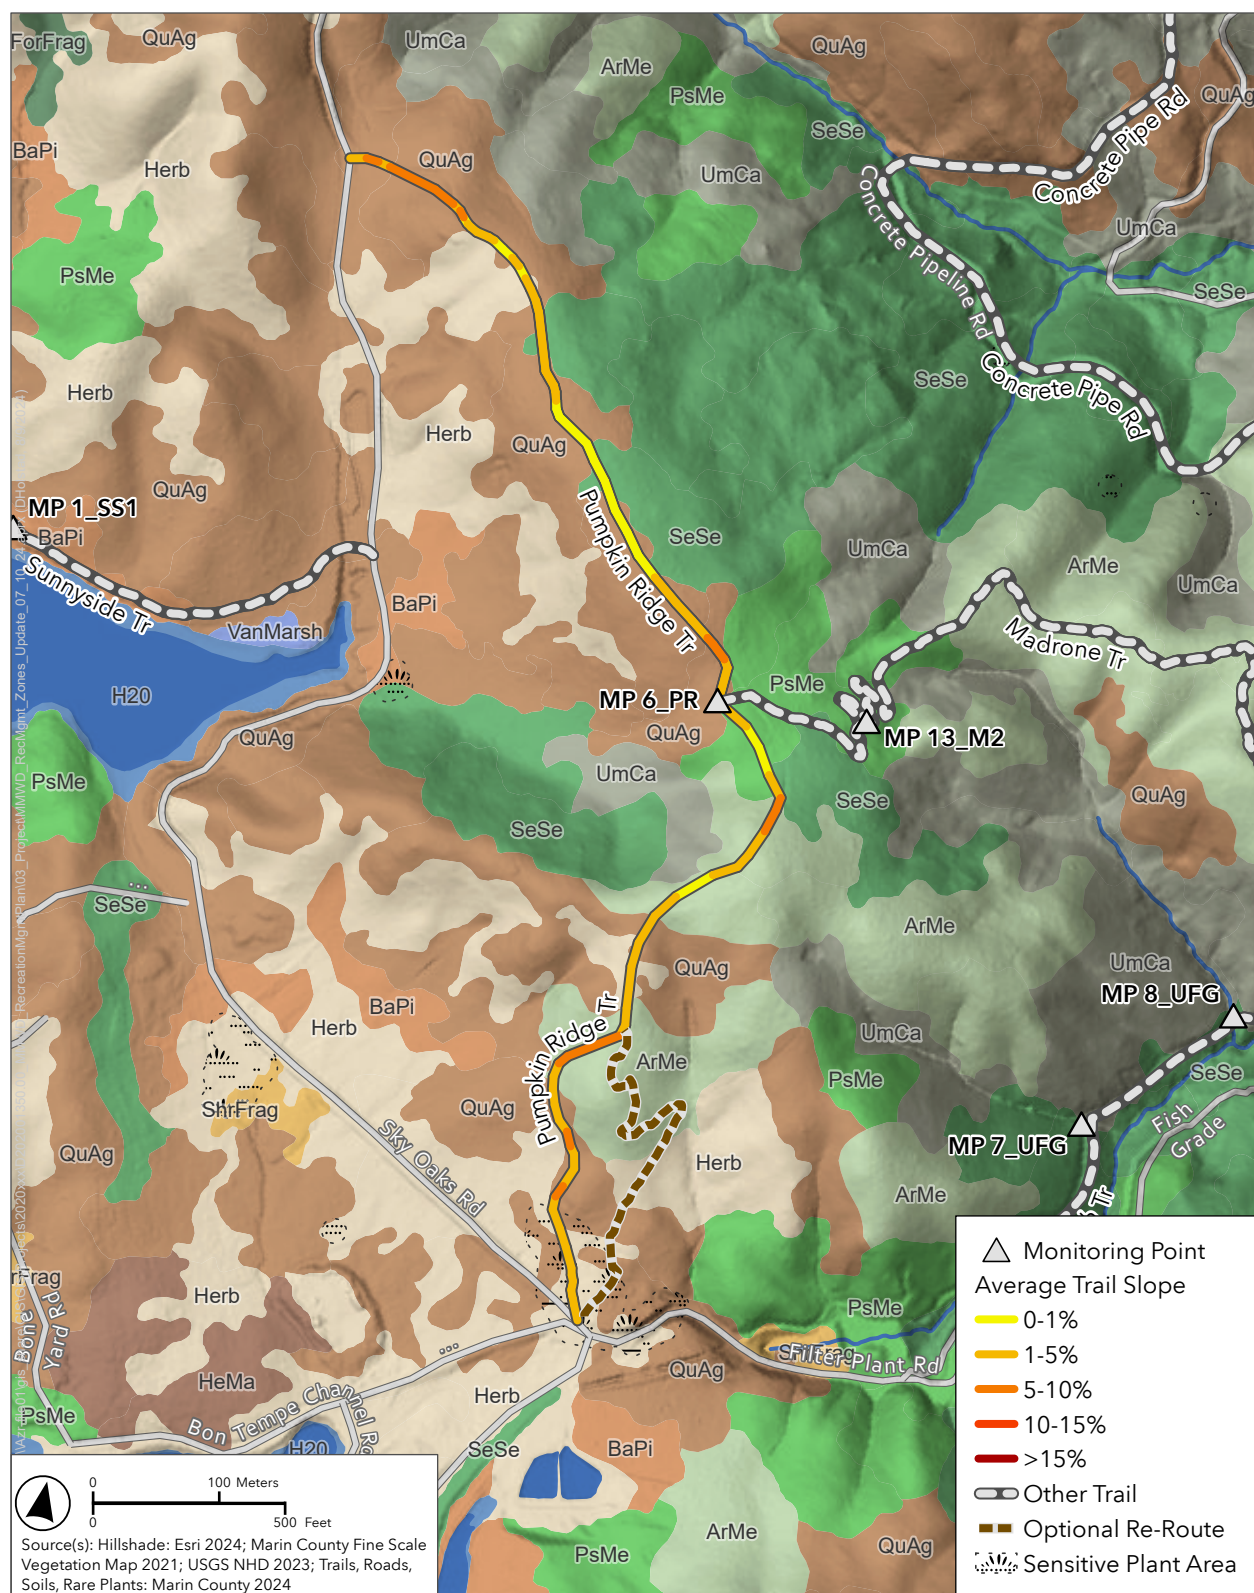 ForFrag
QuAg
UmCa
ArMe
PsMe
QuAg
QuAg
SeSe
Concrete Pipe Rd
BaPi
Herb
QuAg
UmCa
UmCa
PsMe
Concrete Pipeline Rd
SeSe
Herb
SeSe
Concrete Pipe Rd
Herb
QuAg
QuAg
MP 1_SS1
BaPi
Pumpkin Ridge Tr
SeSe
UmCa
ArMe
UmCa
Sunnyside Tr
VanMarsh
BaPi
Madrone Tr
H20
MP 6_PR
PsMe
QuAg
QuAg
MP 13_M2
PsMe
UmCa
SeSe
QuAg
SeSe
...
SeSe
ArMe
QuAg
UmCa
MP 8_UFG
BaPi
Herb
Pumpkin Ridge Tr
UmCa
ArMe
PsMe
SeSe
ShrFrag
QuAg
Fish
Grade
Sky Oaks Rd
MP 7_UFG
QuAg
Herb
ArMe
Tr
rFrag
Herb
PsMe
Bone
Yard Rd
...
Filter Plant Rd
QuAg
HeMa
Herb
PsMe
Bon Tempe Channel Rd
H20
SeSe
BaPi
ArMe
QuAg
PsMe
Monitoring Point
Average Trail Slope
0-1%
1-5%
5-10%
10-15%
>15%
Other Trail
Optional Re-Route
Sensitive Plant Area
0 100 Meters
0 500 Feet
Source(s): Hillshade: Esri 2024; Marin County Fine Scale
Vegetation Map 2021; USGS NHD 2023; Trails, Roads,
Soils, Rare Plants: Marin County 2024